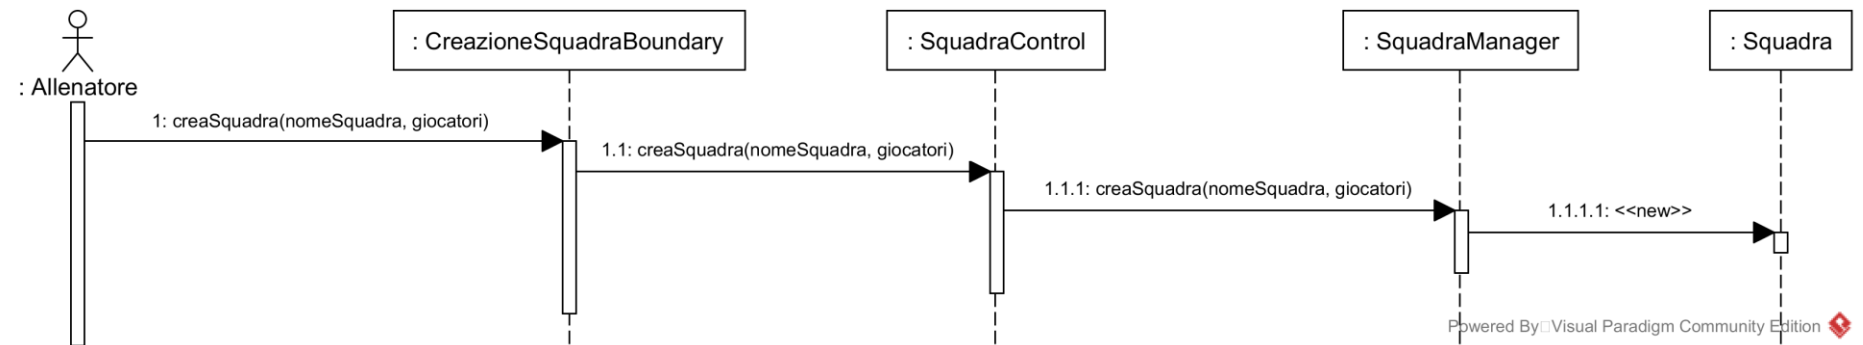 : CreazioneSquadraBoundary
: SquadraControl
: SquadraManager
: Squadra
: Allenatore
1: creaSquadra(nomeSquadra, giocatori)
1.1: creaSquadra(nomeSquadra, giocatori)
1.1.1: creaSquadra(nomeSquadra, giocatori)
1.1.1.1: <<new>>
Powered By Visual Paradigm Community Edition